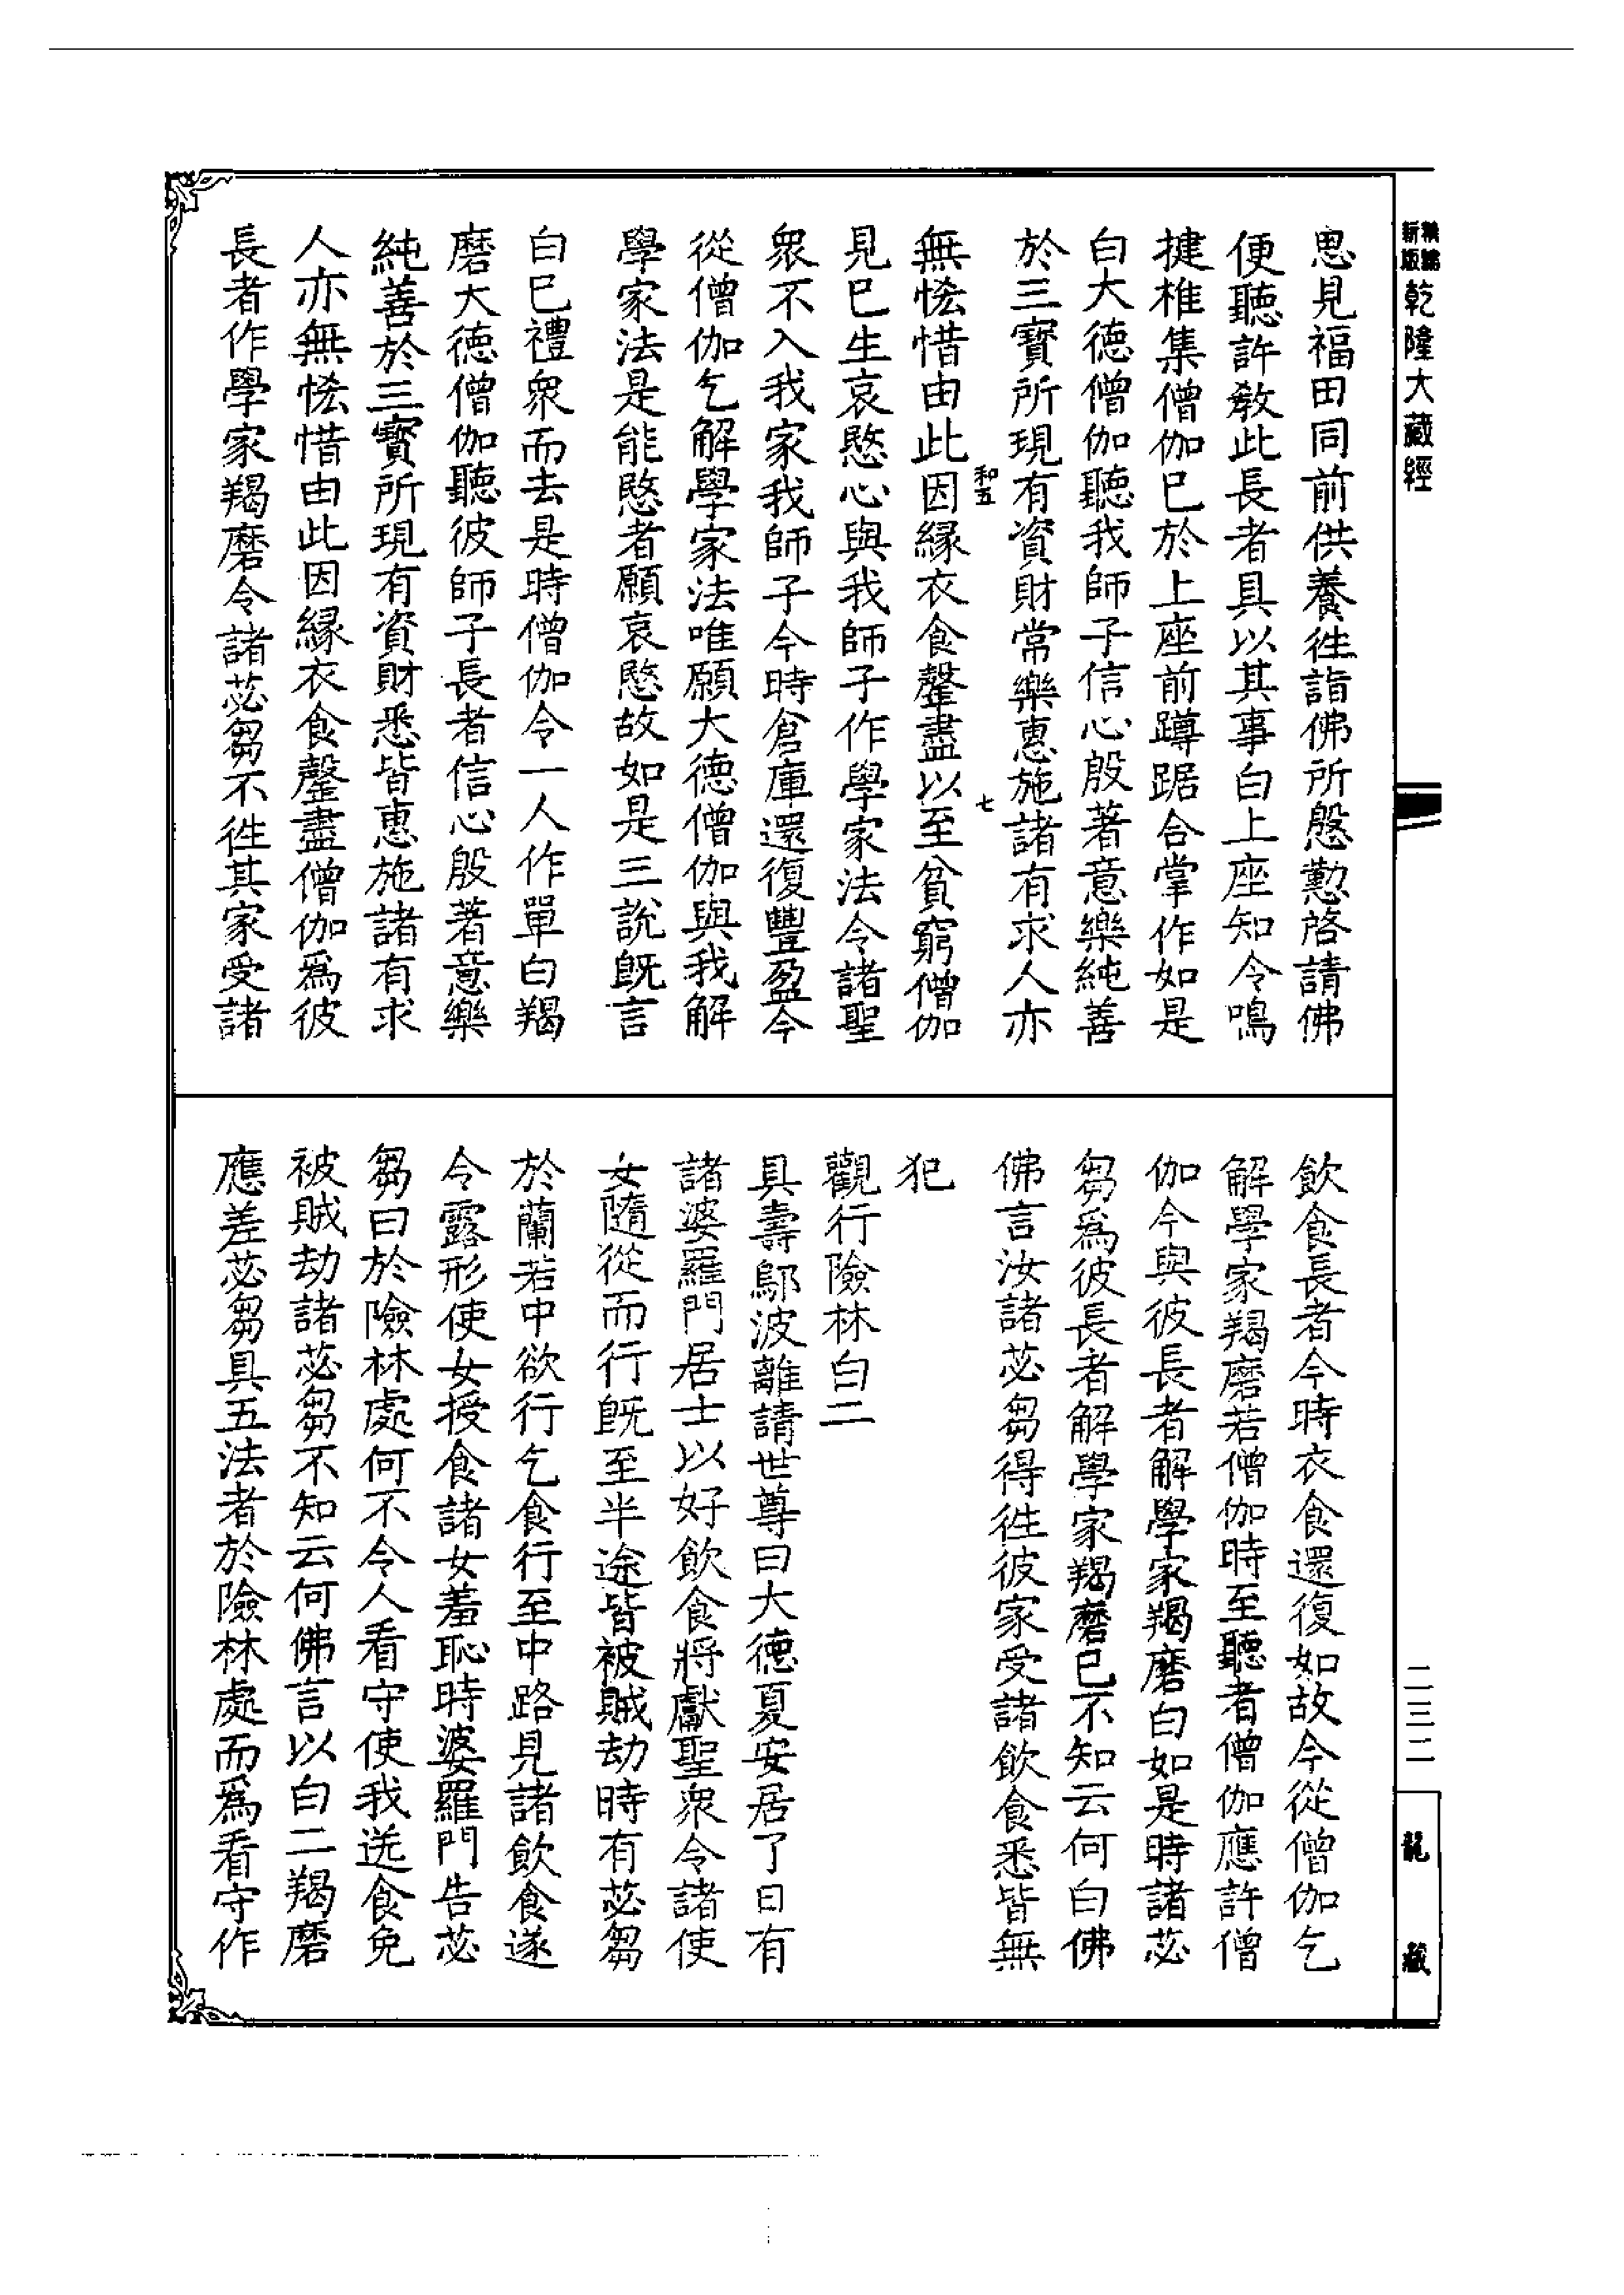 新版
精編
乾隆大藏經
二三二
龍藏
思見福田同前供養徃詣佛所慇懃啓請佛
便聽許教此長者具以其事白上座知令鳴
揵椎集僧伽巳於上座前蹲踞合掌作如是
白大德僧伽聽我師子信心殷著意樂純善
於三寶所現有資財常樂惠施諸有求人亦
和五
七
無恡惜由此因緣衣食罄盡以至貧窮僧伽
見巳生哀愍心與我師子作學家法令諸聖
衆不入我家我師子今時倉庫還復豐盈今
從僧伽乞解學家法唯願大德僧伽與我解
學家法是能愍者願哀愍故如是三說既言
白巳禮衆而去是時僧伽令一人作單白羯
磨大德僧伽聽彼師子長者信心殷著意樂
純善於三寶所現有資財悉皆惠施諸有求
人亦無恡惜由此因緣衣食罄盡僧伽爲彼
長者作學家羯磨令諸苾芻不徃其家受諸
飲食長者今時衣食還復如故今從僧伽乞
解學家羯磨若僧伽時至聽者僧伽應許僧
伽今與彼長者解學家羯磨白如是時諸苾
芻爲彼長者解學家羯磨巳不知云何白佛
佛言汝諸苾芻得徃彼家受諸飲食悉皆無
犯
觀行險林白二
具壽鄔波離請世尊曰大德夏安居了日有
諸婆羅門居士以好飲食將獻聖衆令諸使
女隨從而行既至半途皆被賊劫時有苾芻
於蘭若中欲行乞食行至中路見諸飲食遂
令露形使女授食諸女羞恥時婆羅門告苾
芻曰於險林處何不令人看守使我送食免
被賊劫諸苾芻不知云何佛言以白二羯磨
應差苾芻具五法者於險林處而爲看守作